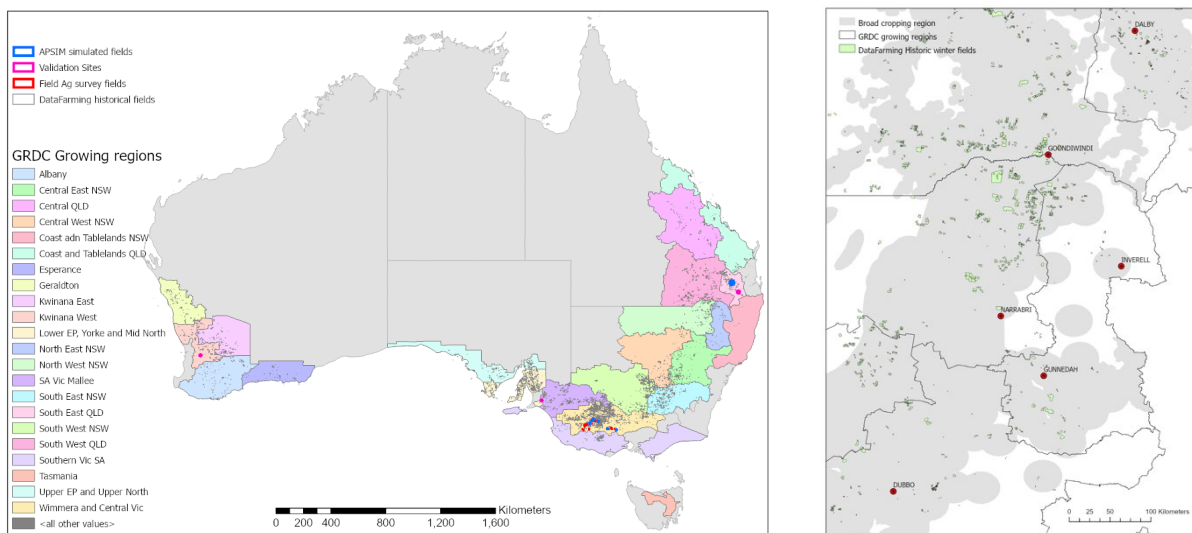 APSIM simulated fields
Validation Sites
Field Ag survey fields
DataFarming historical fields
GRDC Growing regions
Albany
Central East NSW
Central QLD
Central West NSW
Coast adn Tablelands NSW
Coast and Tablelands QLD
Esperance
Geraldton
Kwinana East
Kwinana West
Lower EP, Yorke and Mid North
North East NSW
North West NSW
SA Vic Mallee
South East NSW
South East QLD
South West NSW
South West QLD
Southern Vic SA
Tasmania
Upper EP and Upper North
Wimmera and Central Vic
<all other values>
Kilometers
0 200 400 800 1,200 1,600
Broad cropping region
GRDC growing regions
DataFarming Historic winter fields
DALBY
GOONDIWINDI
INVERELL
NARRABRI
GUNNEDAH
DUBBO
0 25 50 100 Kilometers